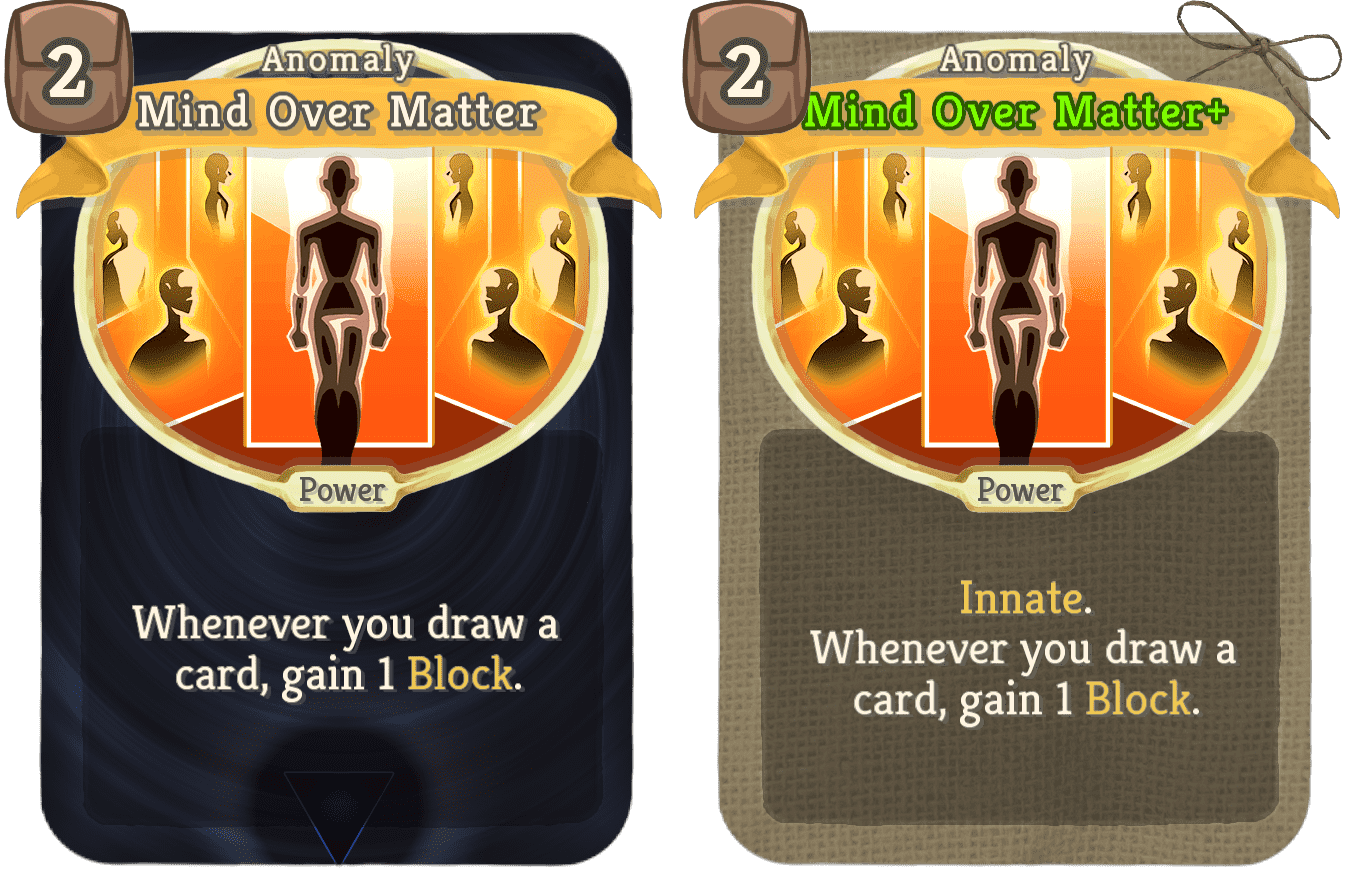 2
Anomaly
Mind Over Matter
Power
Whenever you draw a
card, gain 1 Block.
2
Anomaly
Mind Over Matter+
Power
Innate.
Whenever you draw a
card, gain 1 Block.